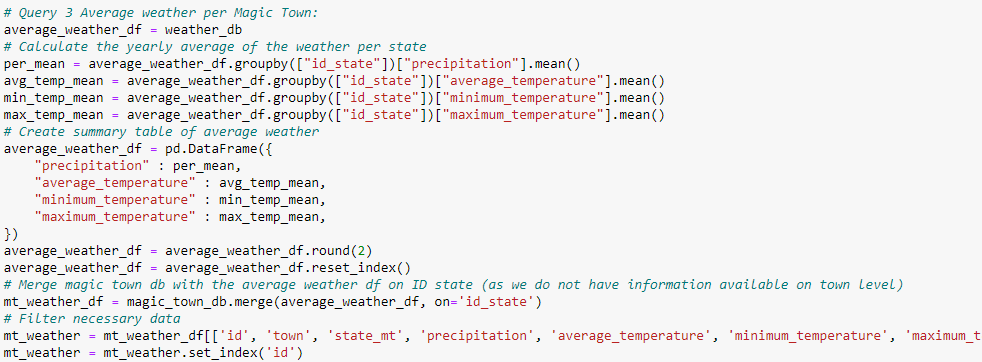 # Query 3 Average weather per Magic Town:
average_weather_df = weather_db
# Calculate the yearly average of the weather per state
per_mean = average_weather_df.groupby(["id_state"])["precipitation"].mean()
avg_temp_mean = average_weather_df.groupby(["id_state"])["average_temperature"].mean()
min_temp_mean = average_weather_df.groupby(["id_state"])["minimum_temperature"].mean()
max_temp_mean = average_weather_df.groupby(["id_state"])["maximum_temperature"].mean()
# Create summary table of average weather
average_weather_df = pd.DataFrame({
    "precipitation" : per_mean,
    "average_temperature" : avg_temp_mean,
    "minimum_temperature" : min_temp_mean,
    "maximum_temperature" : max_temp_mean,
})
average_weather_df = average_weather_df.round(2)
average_weather_df = average_weather_df.reset_index()
# Merge magic town db with the average weather df on ID state (as we do not have information available on town level)
mt_weather_df = magic_town_db.merge(average_weather_df, on='id_state')
# Filter necessary data
mt_weather = mt_weather_df[['id', 'town', 'state_mt', 'precipitation', 'average_temperature', 'minimum_temperature', 'maximum_t
mt_weather = mt_weather.set_index('id')